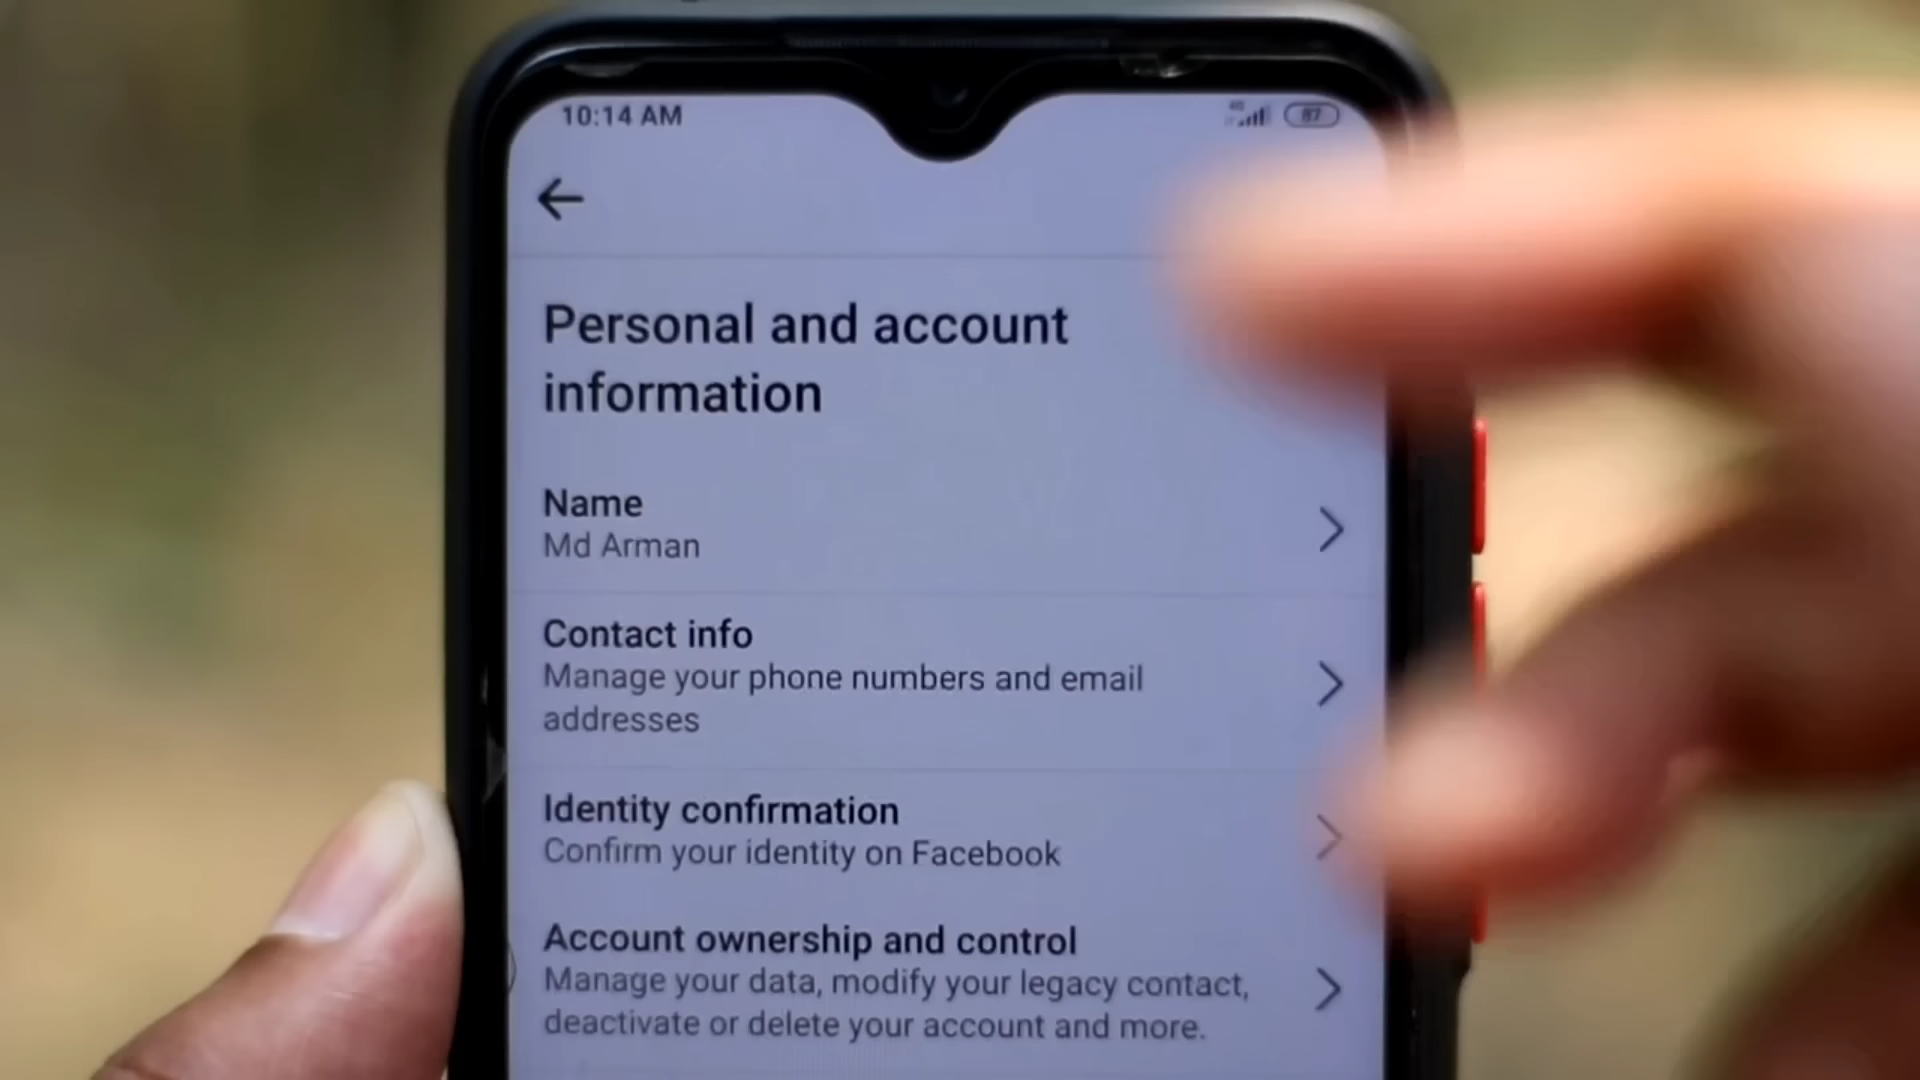 10:14 AM
4G
87
Personal and account
information
Name
Md Arman
Contact info
Manage your phone numbers and email
addresses
Identity confirmation
Confirm your identity on Facebook
Account ownership and control
Manage your data, modify your legacy contact,
deactivate or delete your account and more.